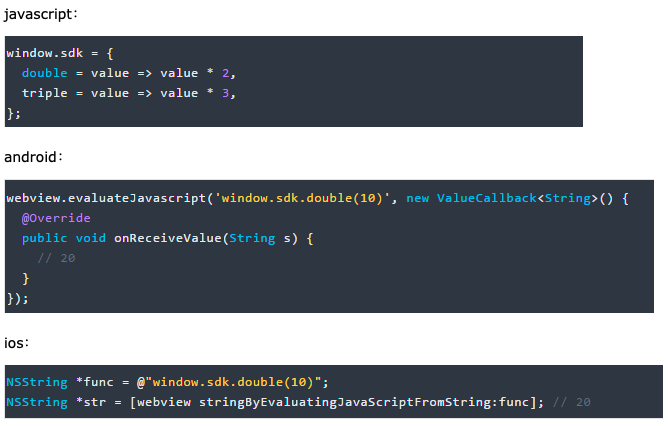 javascript：
window.sdk = {
  double = value => value * 2,
  triple = value => value * 3,
};
android：
webview.evaluateJavascript('window.sdk.double(10)', new ValueCallback<String>() {
  @Override
  public void onReceiveValue(String s) {
    // 20
  }
});
ios：
NSString *func = @"window.sdk.double(10)";
NSString *str = [webview stringByEvaluatingJavaScriptFromString:func]; // 20